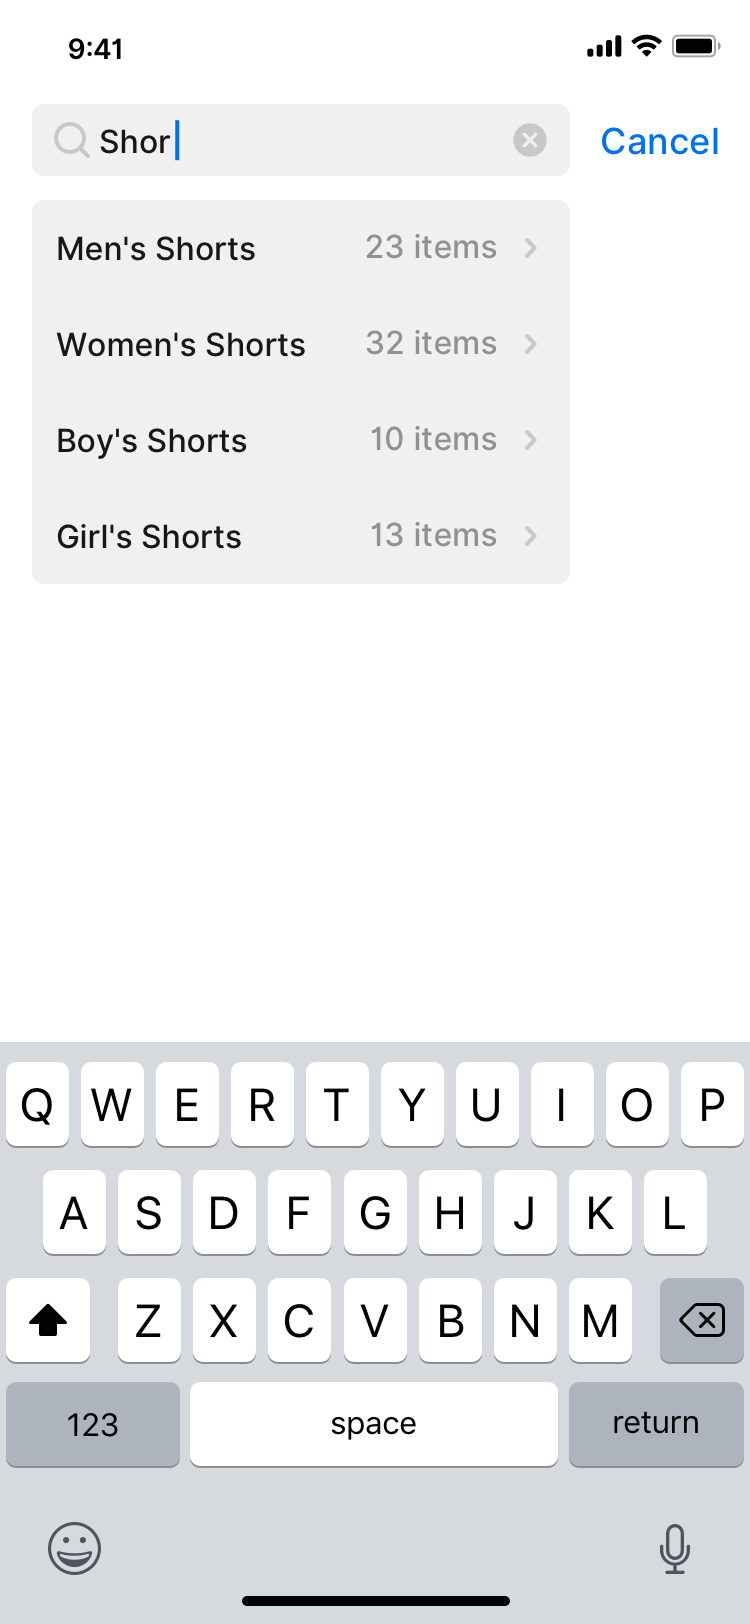 9:41
Shor
Cancel
Men's Shorts 23 items
Women's Shorts 32 items
Boy's Shorts 10 items
Girl's Shorts 13 items
Q W E R T Y U I O P
A S D F G H J K L
Z X C V B N M
123 space return